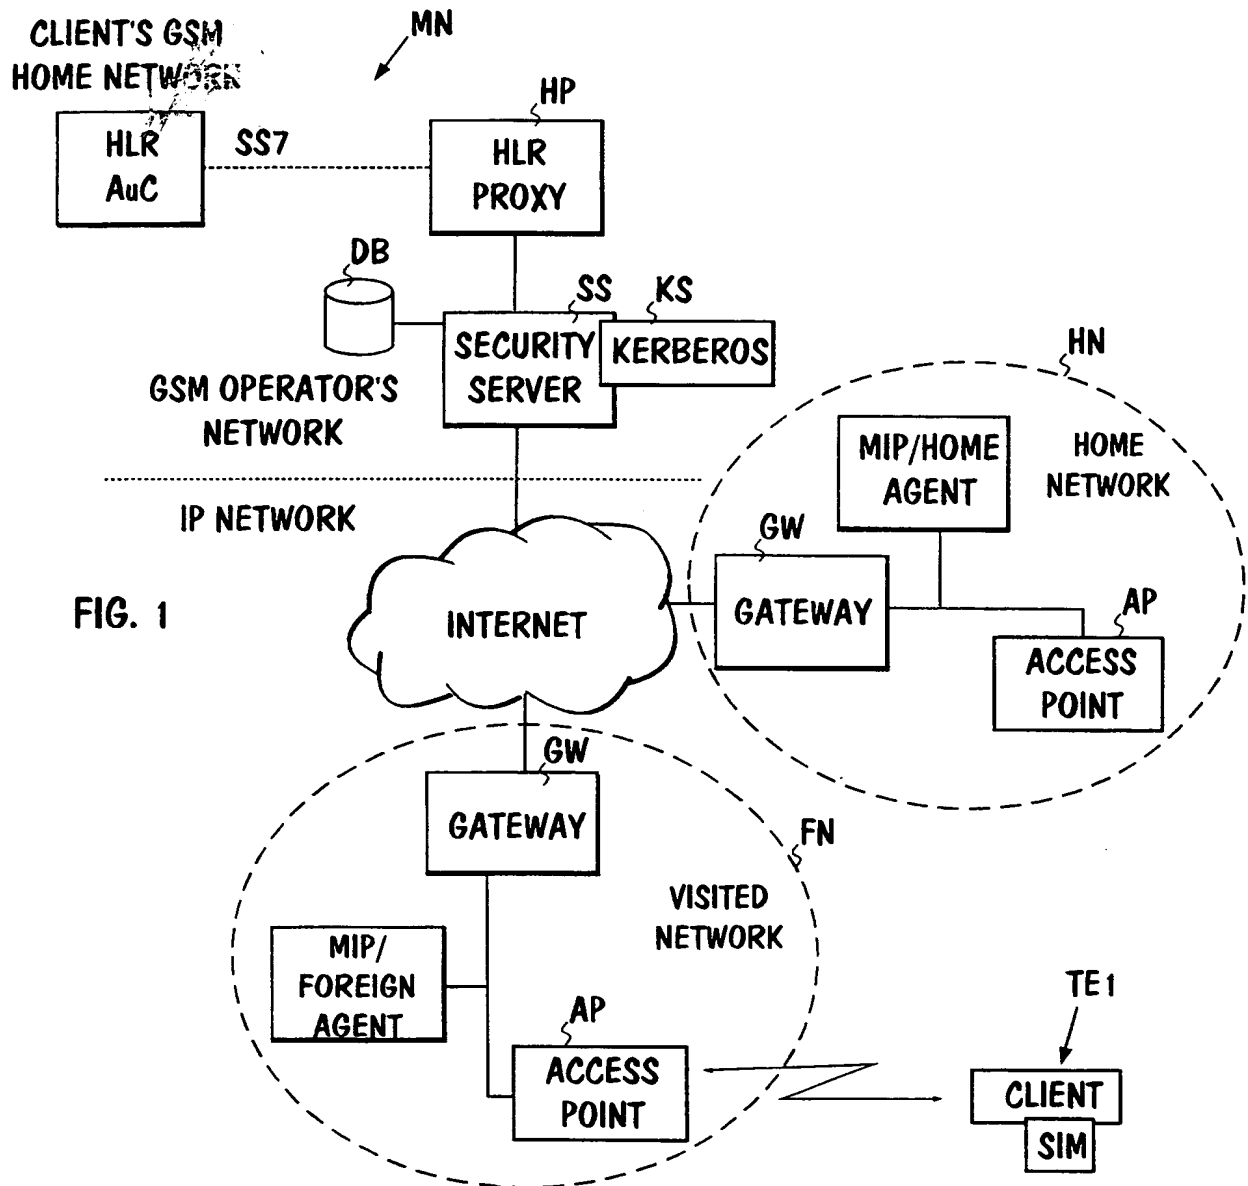 CLIENT'S GSM
HOME NETWORK
MN
HLR
AuC
SS7
HP
HLR
PROXY
DB
SS
KS
SECURITY
SERVER
KERBEROS
GSM OPERATOR'S
NETWORK
IP NETWORK
HN
MIP/HOME
AGENT
HOME
NETWORK
GW
GATEWAY
AP
ACCESS
POINT
INTERNET
FIG. 1
GW
GATEWAY
FN
VISITED
NETWORK
MIP/
FOREIGN
AGENT
AP
ACCESS
POINT
TE1
CLIENT
SIM